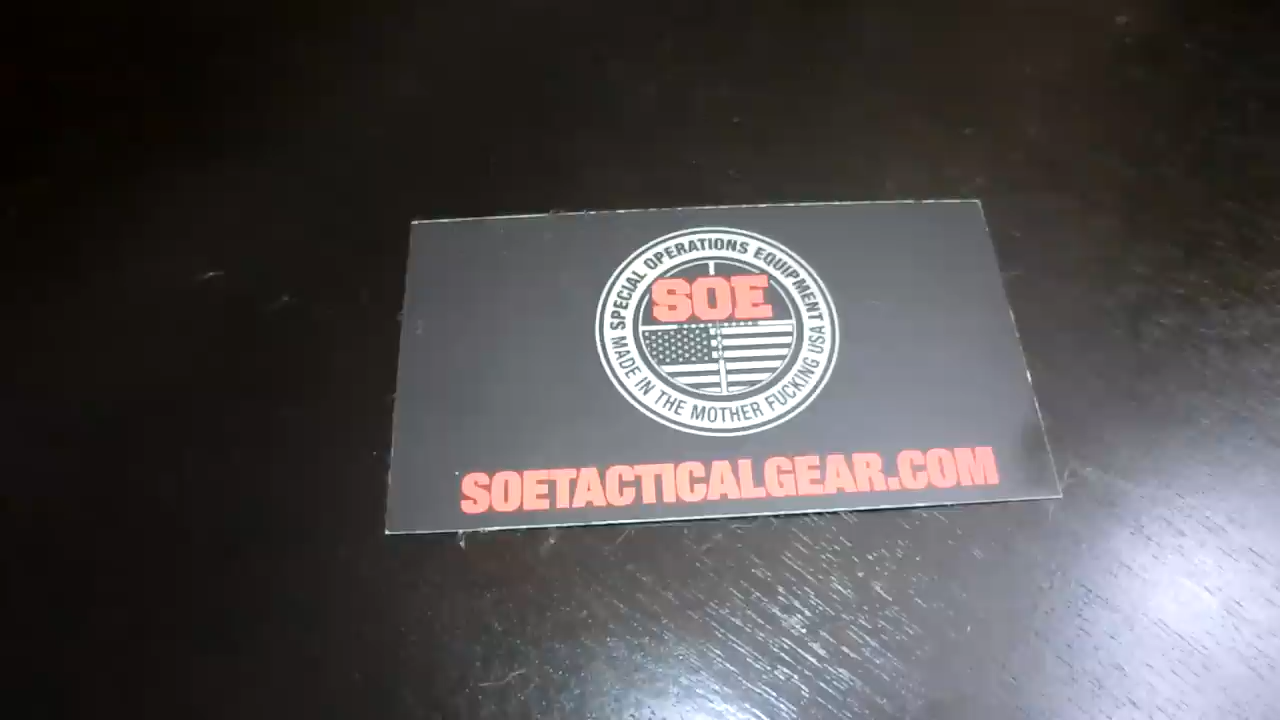 SPECIAL OPERATIONS EQUIPMENT
SOE
MADE IN THE MOTHER FUCKING USA
SOETACTICALGEAR.COM